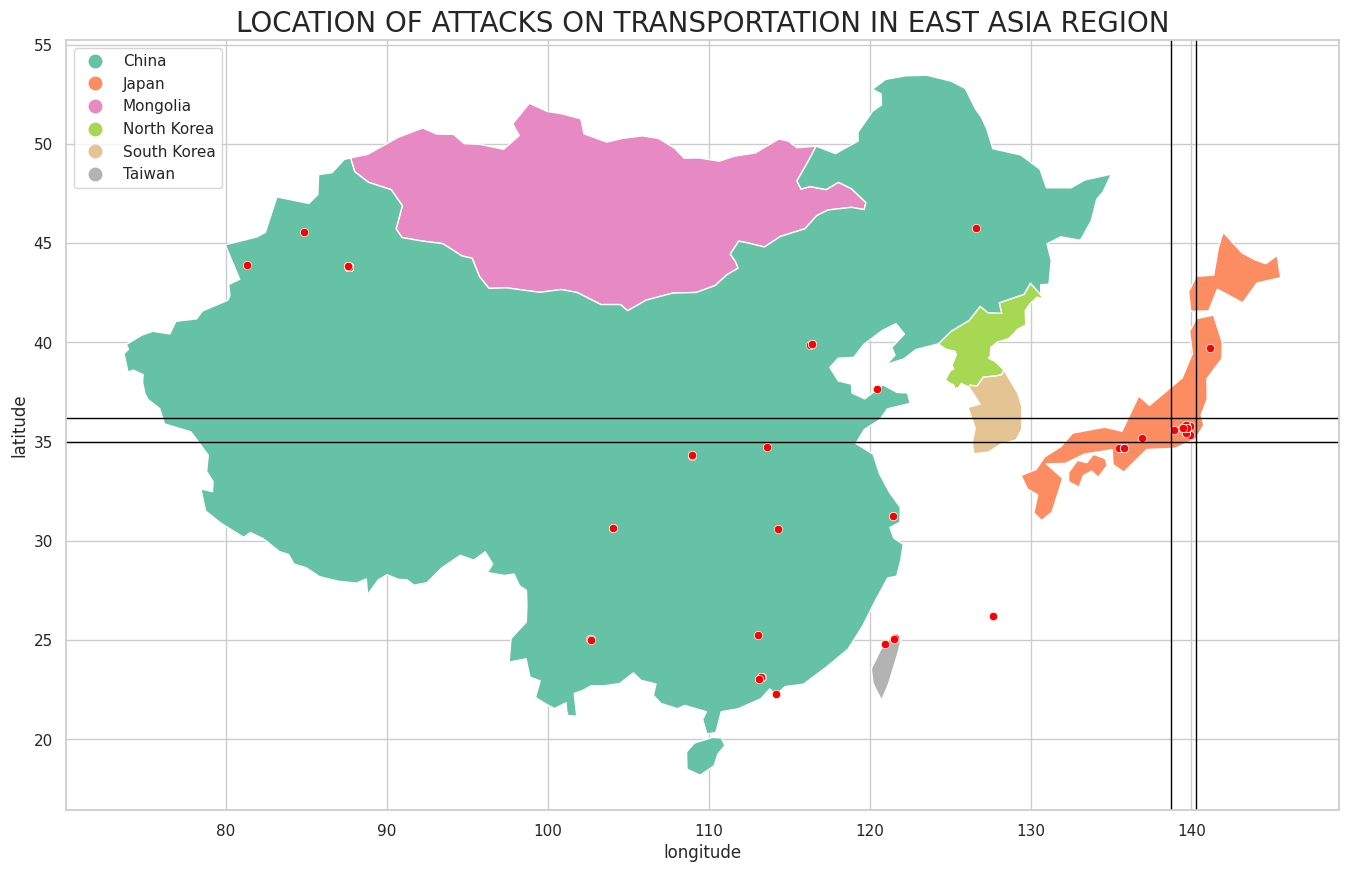 LOCATION OF ATTACKS ON TRANSPORTATION IN EAST ASIA REGION
China
Japan
Mongolia
North Korea
South Korea
Taiwan
latitude
55
50
45
40
35
30
25
20
80 90 100 110 120 130 140
longitude